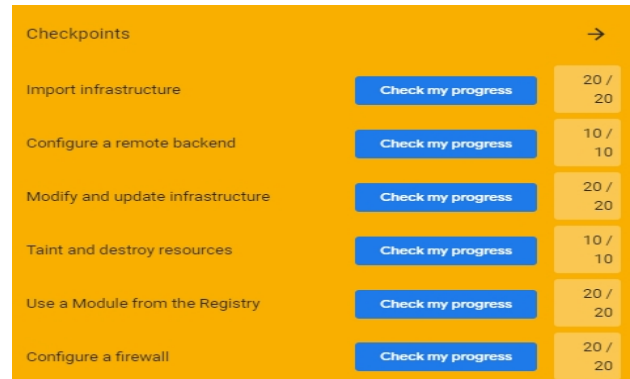 Checkpoints →
Import infrastructure Check my progress 20 /
20
Configure a remote backend Check my progress 10 /
10
Modify and update infrastructure Check my progress 20 /
20
Taint and destroy resources Check my progress 10 /
10
Use a Module from the Registry Check my progress 20 /
20
Configure a firewall Check my progress 20 /
20